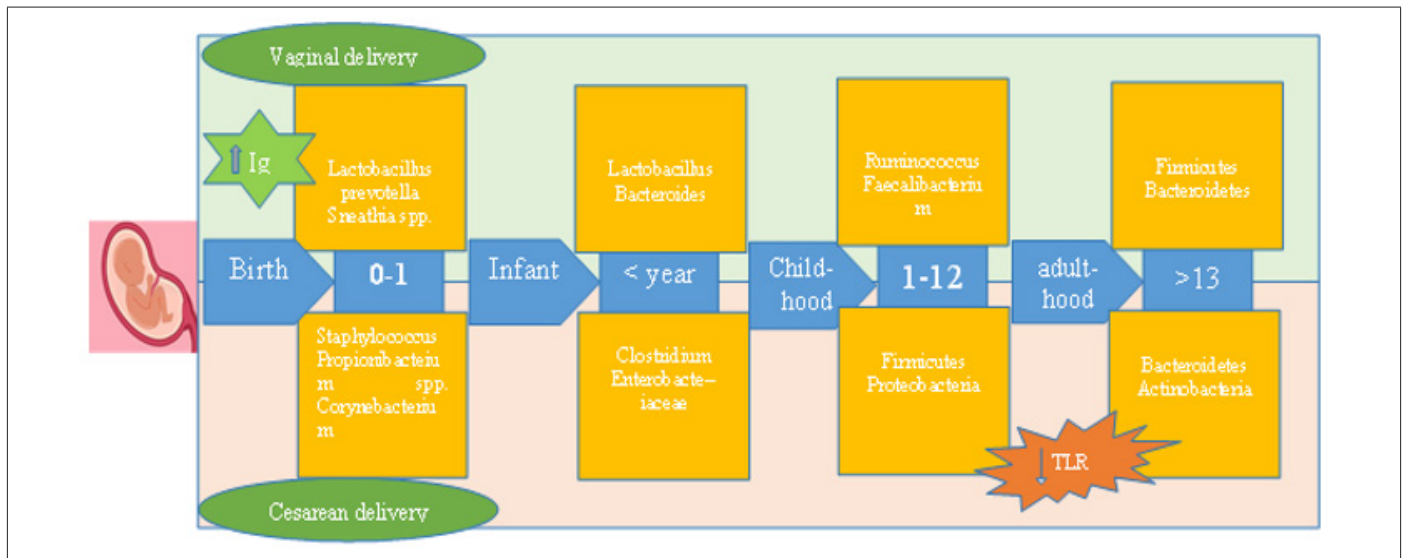 Vaginal delivery
Ig
Lactobacillus
prevotella
Sneathia spp.
Lactobacillus
Bacteroides
Ruminococcus
Faecalibacteriu
m
Firmicutes
Bacteroidetes
Birth
0-1
Infant
< year
Child-
hood
1-12
adult-
hood
>13
Staphylococcus
Propionibacteiu
m spp.
Corynebacteriu
m
Clostridium
Enterobacte–
iaceae
Firmicutes
Proteobacteria
Bacteroidetes
Actinobacteria
TLR
Cesarean delivery